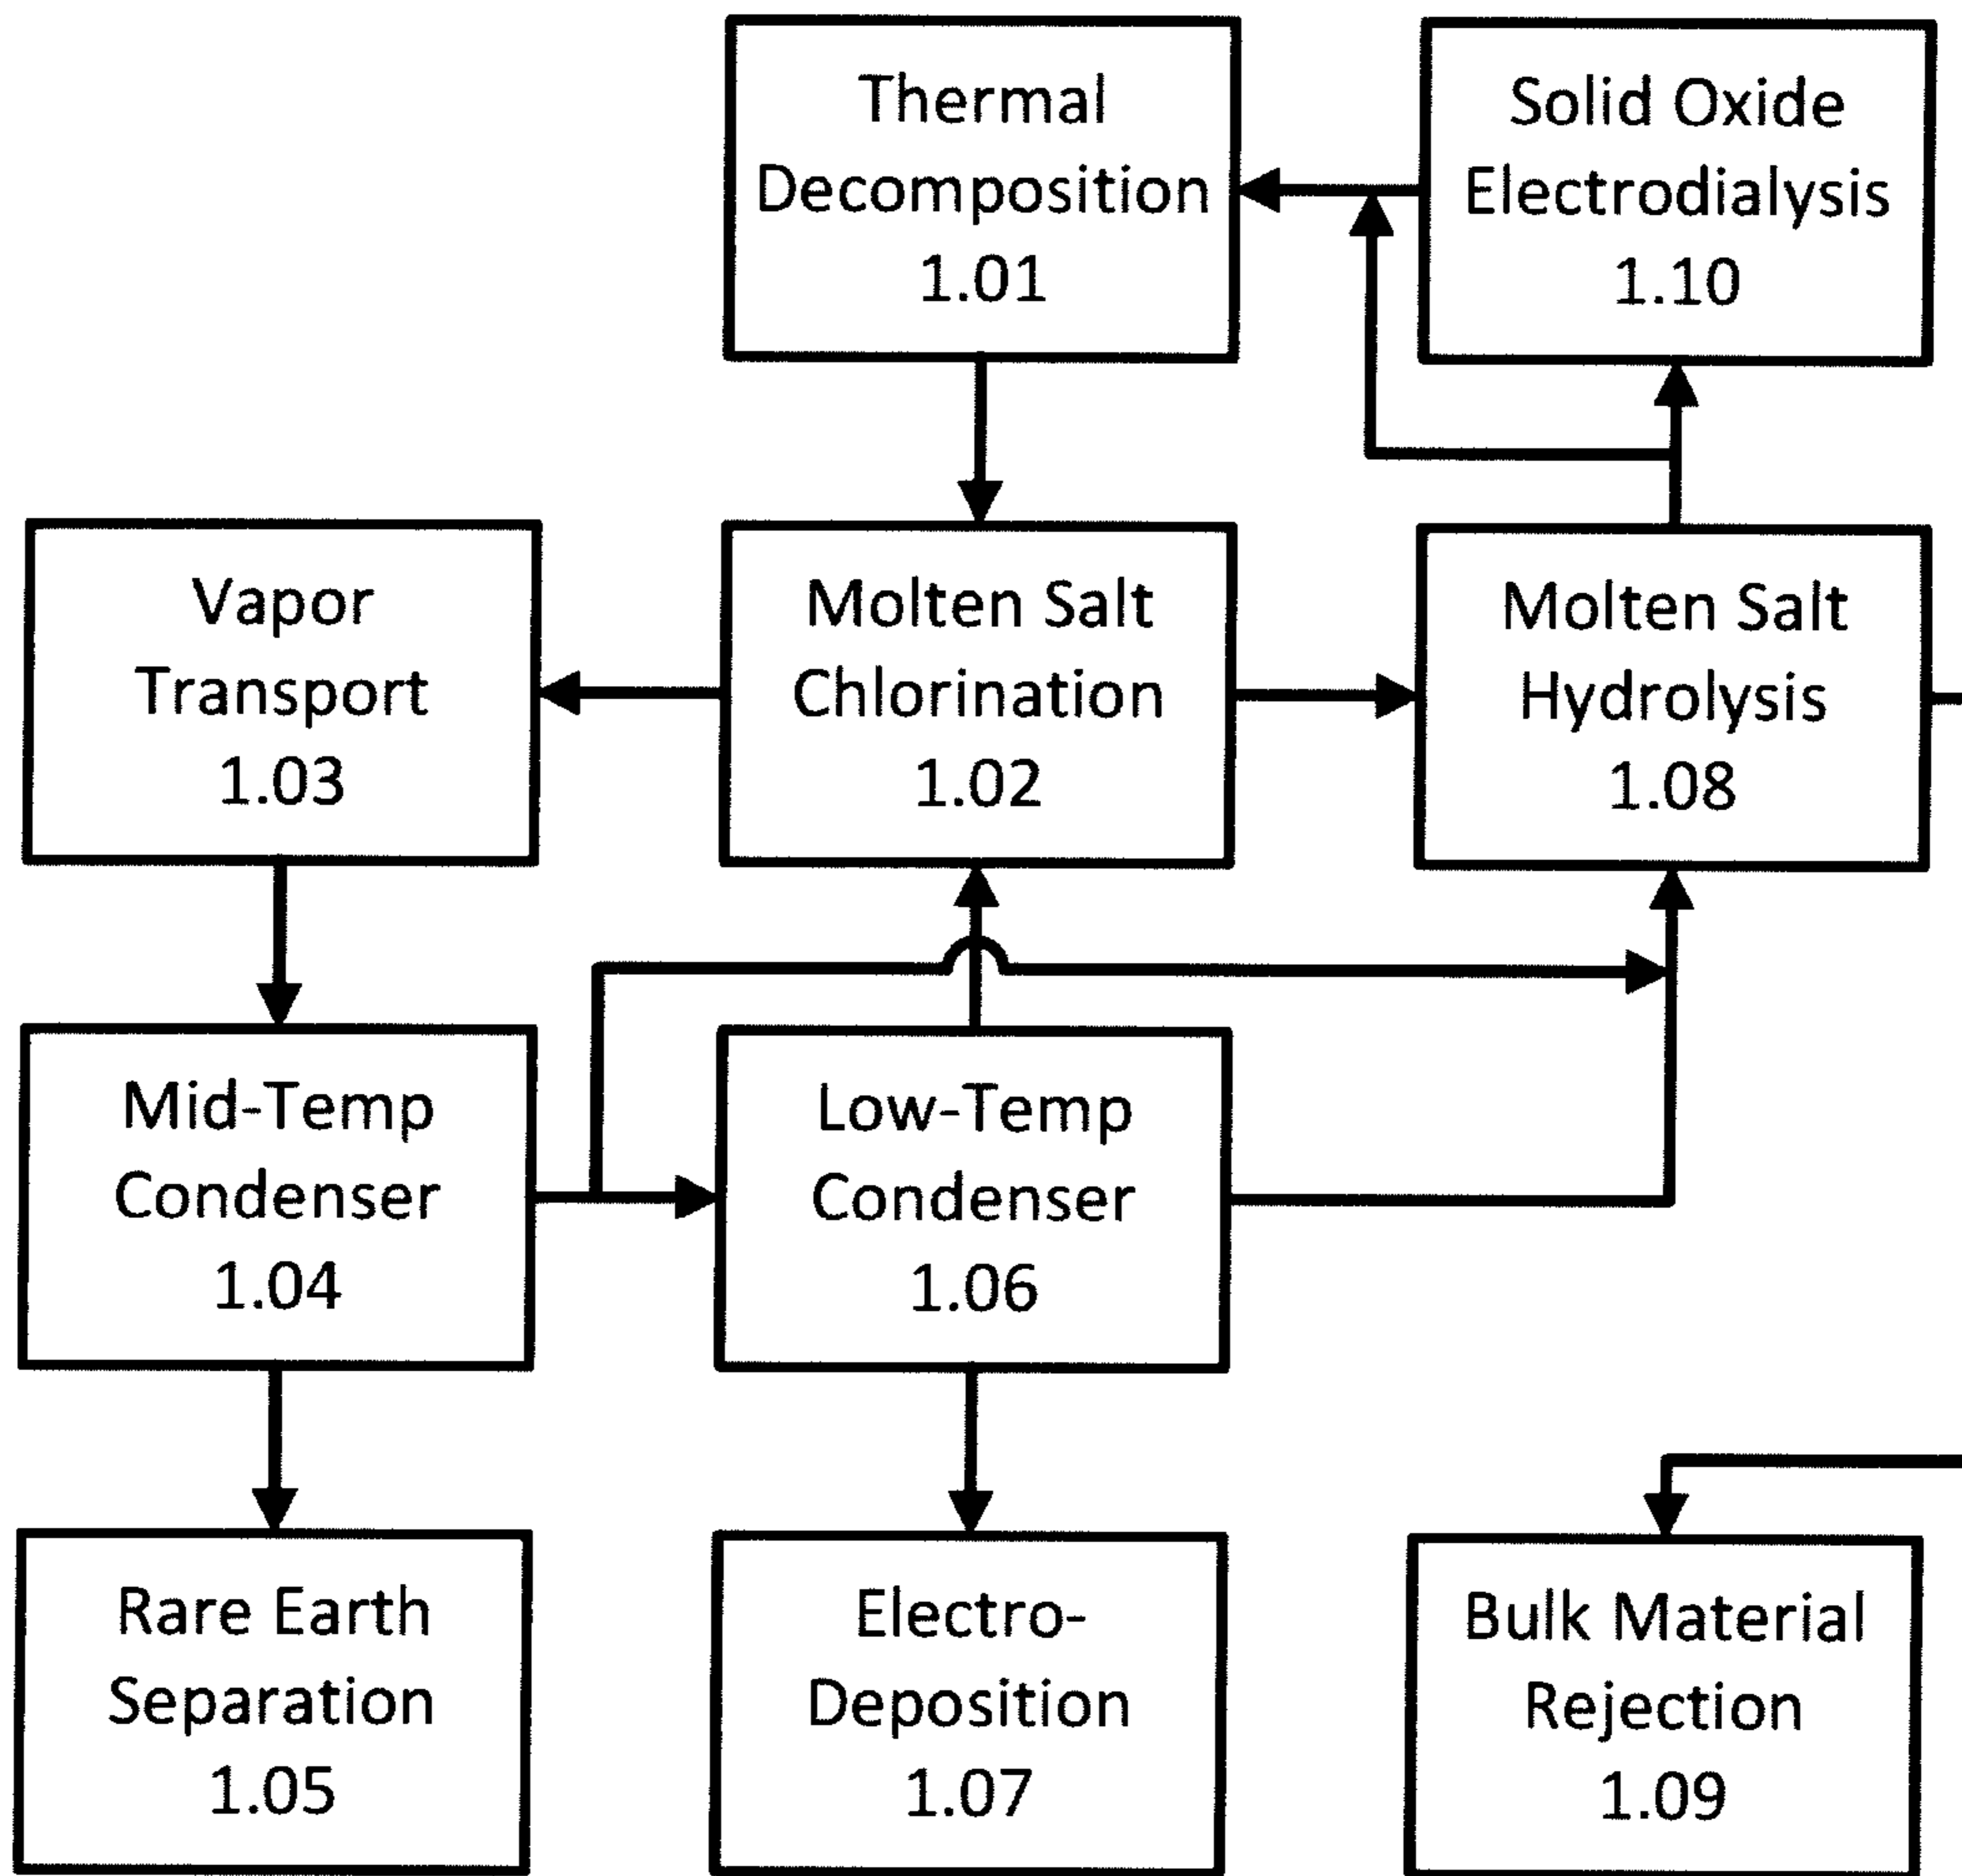 Thermal
Decomposition
1.01
Solid Oxide
Electrodialysis
1.10
Vapor
Transport
1.03
Molten Salt
Chlorination
1.02
Molten Salt
Hydrolysis
1.08
Mid-Temp
Condenser
1.04
Low-Temp
Condenser
1.06
Rare Earth
Separation
1.05
Electro-
Deposition
1.07
Bulk Material
Rejection
1.09